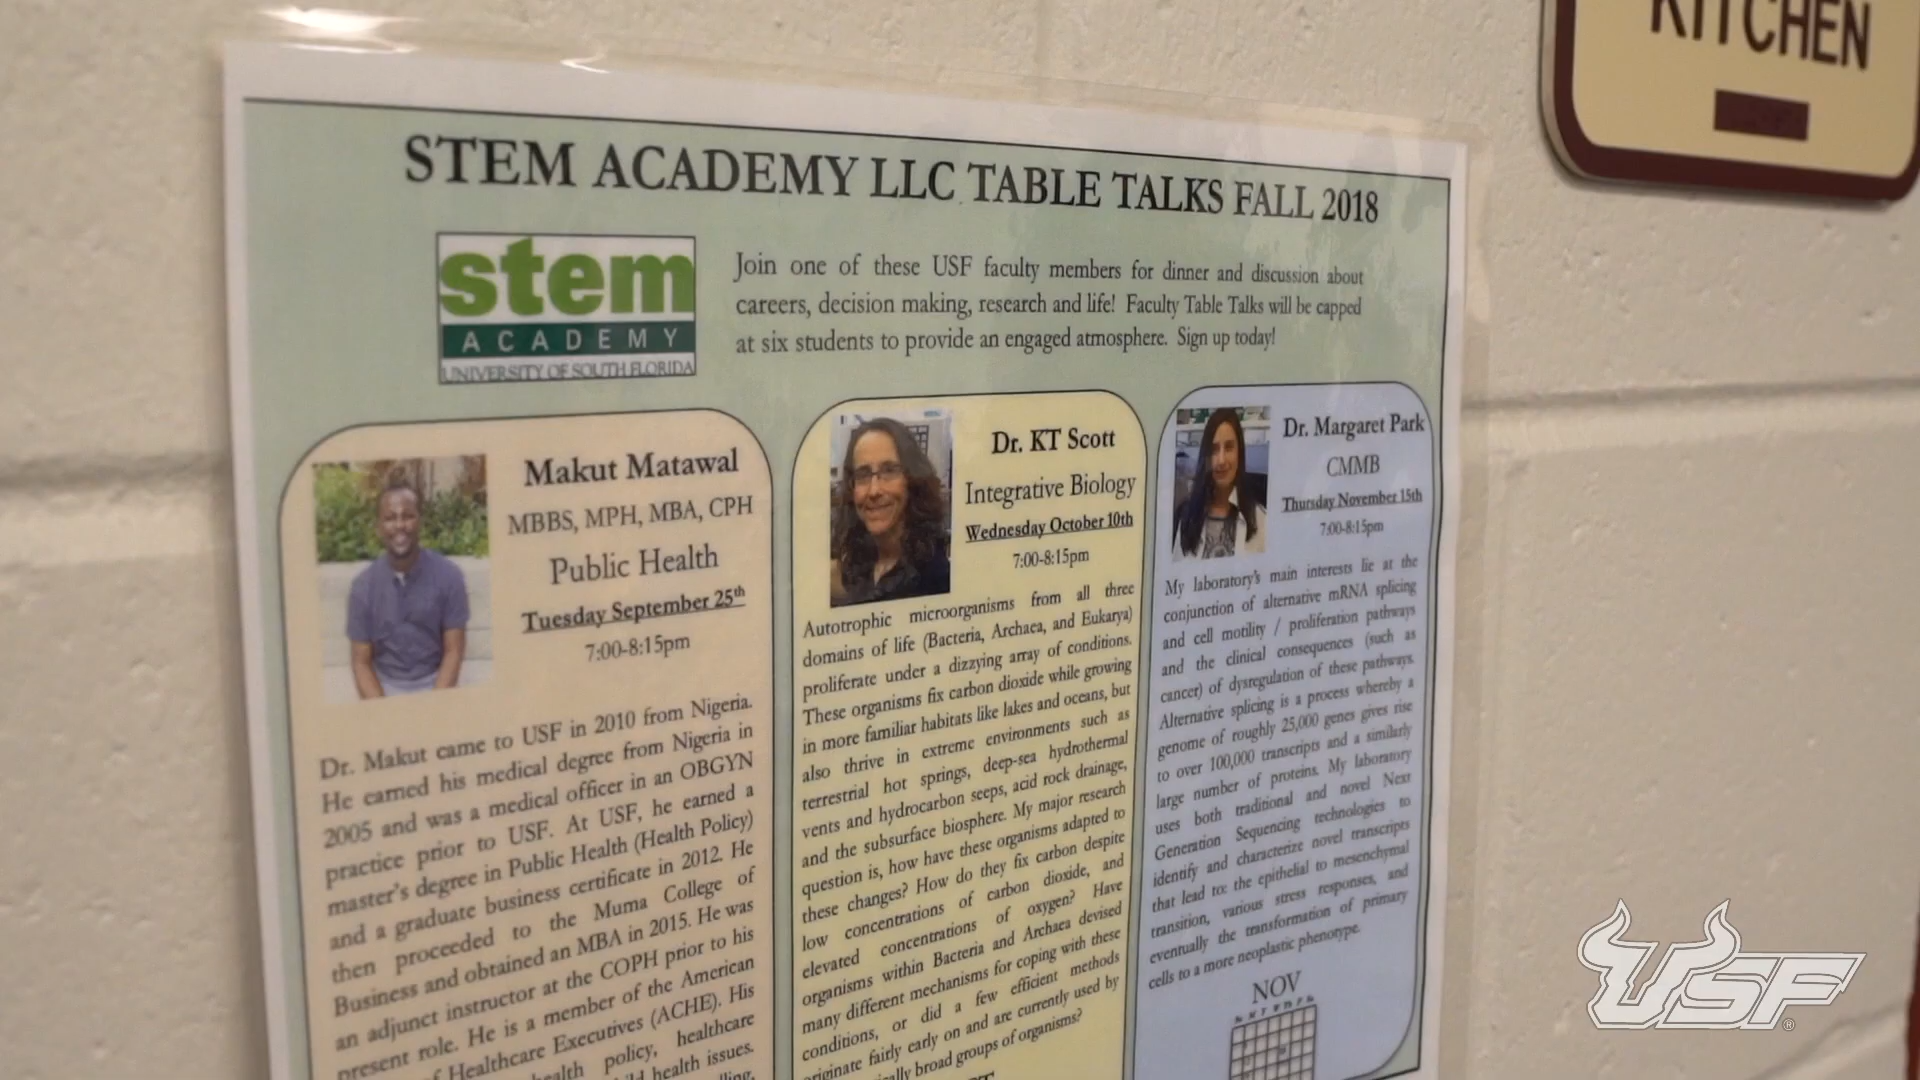 KITCHEN
STEM ACADEMY LLC TABLE TALKS FALL 2018
stem
ACADEMY
UNIVERSITY OF SOUTH FLORIDA
Join one of these USF faculty members for dinner and discussion about
careers, decision making, research and life! Faculty Table Talks will be capped
at six students to provide an engaged atmosphere. Sign up today!
Makut Matawal
MBBS, MPH, MBA, CPH
Public Health
Tuesday September 25th
7:00-8:15pm
Dr. Makut came to USF in 2010 from Nigeria.
He earned his medical degree from Nigeria in
2005 and was a medical officer in an OBGYN
practice prior to USF. At USF, he earned a
master's degree in Public Health (Health Policy)
and a graduate business certificate in 2012. He
then proceeded to the Muma College of
Business and obtained an MBA in 2015. He was
an adjunct instructor at the COPH prior to his
present role. He is a member of the American
Healthcare Executives (ACHE). His
policy, healthcare
health issues.
Dr. KT Scott
Integrative Biology
Wednesday October 10th
7:00-8:15pm
Autotrophic microorganisms from all three
domains of life (Bacteria, Archaea, and Eukarya)
proliferate under a dizzying array of conditions.
These organisms fix carbon dioxide while growing
in more familiar habitats like lakes and oceans, but
also thrive in extreme environments such as
terrestrial hot springs, deep-sea hydrothermal
vents and hydrocarbon seeps, acid rock drainage,
and the subsurface biosphere. My major research
question is, how have these organisms adapted to
these changes? How do they fix carbon despite
low concentrations of carbon dioxide, and
elevated concentrations of oxygen? Have
organisms within Bacteria and Archaea devised
many different mechanisms for coping with these
conditions, or did a few efficient methods
originate fairly early on and are currently used by
broad groups of organisms?
Dr. Margaret Park
CMMB
Thursday November 15th
7:00-8:15pm
My laboratory's main interests lie at the
conjunction of alternative mRNA splicing
and cell motility / proliferation pathways
and the clinical consequences (such as
cancer) of dysregulation of these pathways.
Alternative splicing is a process whereby a
genome of roughly 25,000 genes gives rise
to over 100,000 transcripts and a similarly
large number of proteins. My laboratory
uses both traditional and novel Next
Generation Sequencing technologies to
identify and characterize novel transcripts
that lead to: the epithelial to mesenchymal
transition, various stress responses, and
eventually the transformation of primary
cells to a more neoplastic phenotype.
NOV
USF